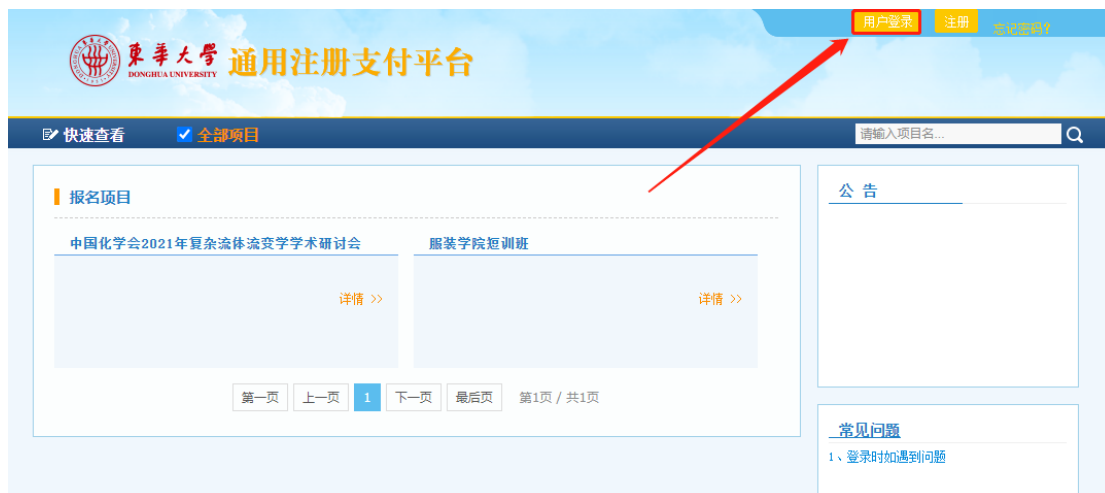 用户登录 注册 忘记密码?
東華大學 通用注册支付平台
DONGHUA UNIVERSITY
快速查看 全部项目 请输入项目名...
报名项目
中国化学会2021年复杂流体流变学学术研讨会 服装学院短训班
详情 >> 详情 >>
第一页 上一页 1 下一页 最后页 第1页 / 共1页
公 告
常见问题
1、登录时如遇到问题